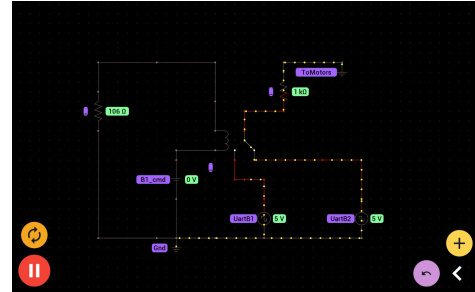 ToMotors
1 kΩ
106 Ω
B1_cmd
0 V
UartB1
5 V
UartB2
5 V
Gnd